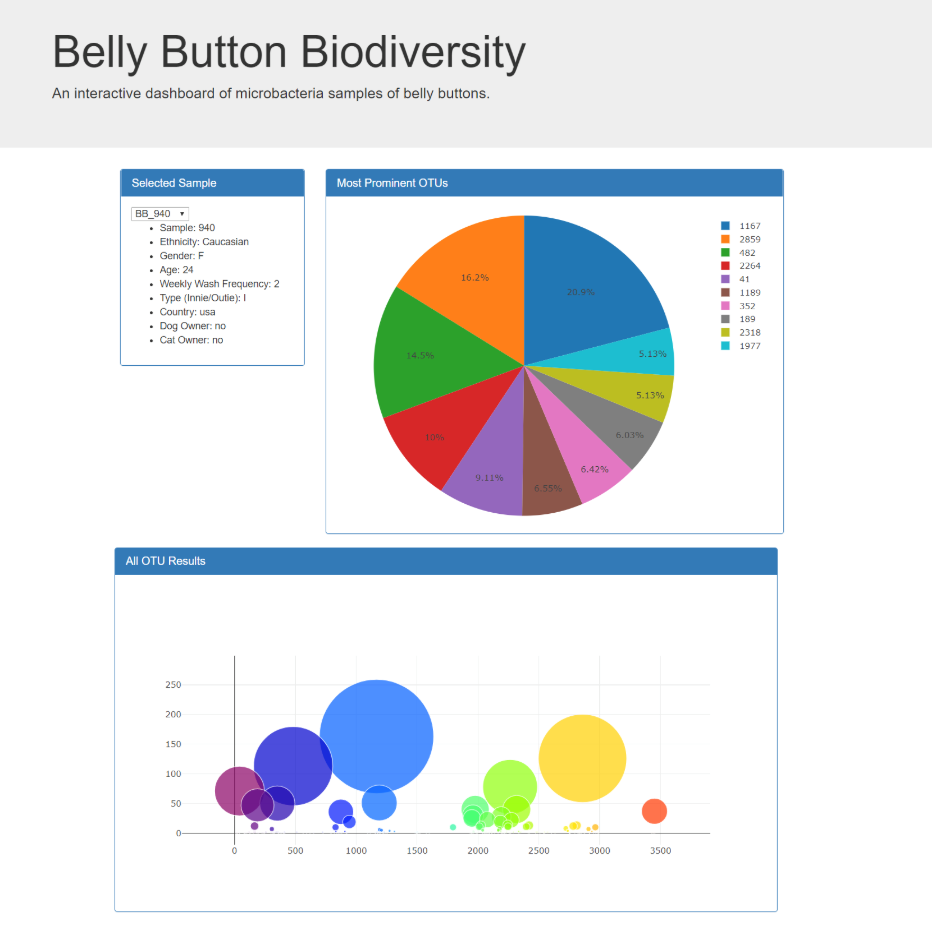 Belly Button Biodiversity
An interactive dashboard of microbacteria samples of belly buttons.
Selected Sample
BB_940
Sample: 940
Ethnicity: Caucasian
Gender: F
Age: 24
Weekly Wash Frequency: 2
Type (Innie/Outie): I
Country: usa
Dog Owner: no
Cat Owner: no
Most Prominent OTUs
16.2%
20.9%
14.5%
5.13%
5.13%
10%
6.03%
9.11%
6.55%
6.42%
1167
2859
482
2264
41
1189
352
189
2318
1977
All OTU Results
250
200
150
100
50
0
0 500 1000 1500 2000 2500 3000 3500